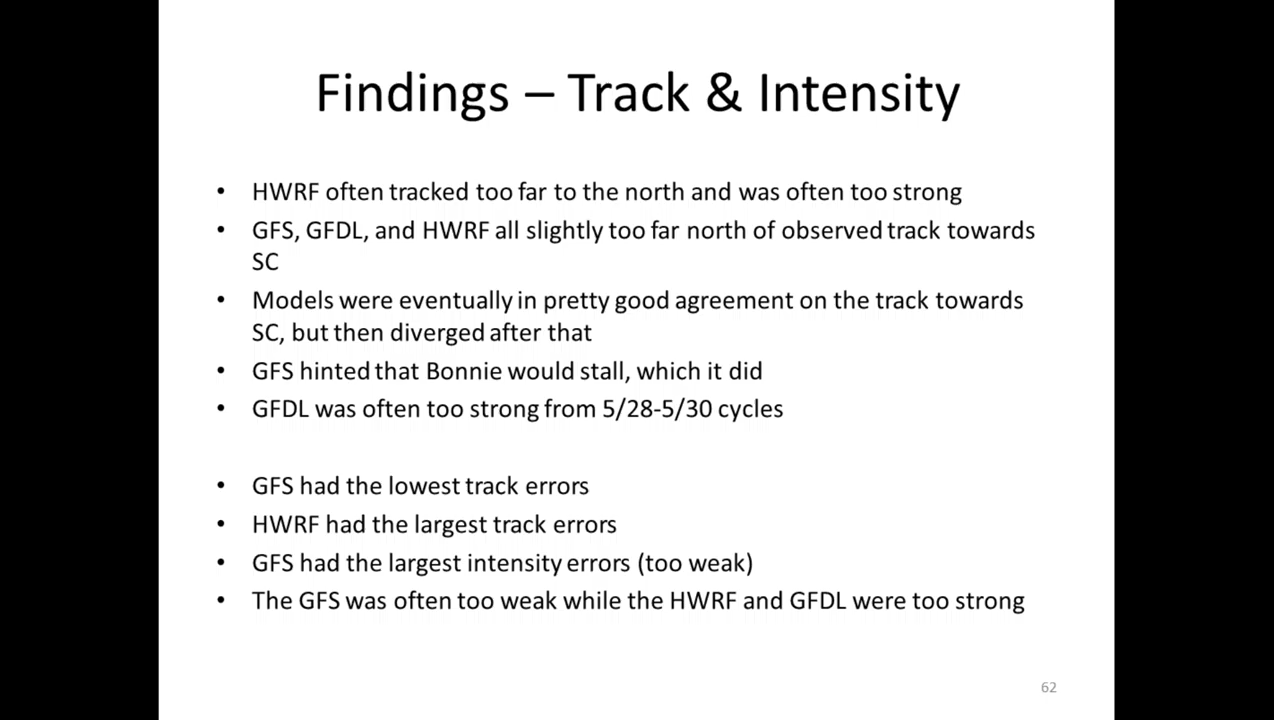 Findings – Track & Intensity
• HWRF often tracked too far to the north and was often too strong
• GFS, GFDL, and HWRF all slightly too far north of observed track towards
SC
• Models were eventually in pretty good agreement on the track towards
SC, but then diverged after that
• GFS hinted that Bonnie would stall, which it did
• GFDL was often too strong from 5/28-5/30 cycles
• GFS had the lowest track errors
• HWRF had the largest track errors
• GFS had the largest intensity errors (too weak)
• The GFS was often too weak while the HWRF and GFDL were too strong
62